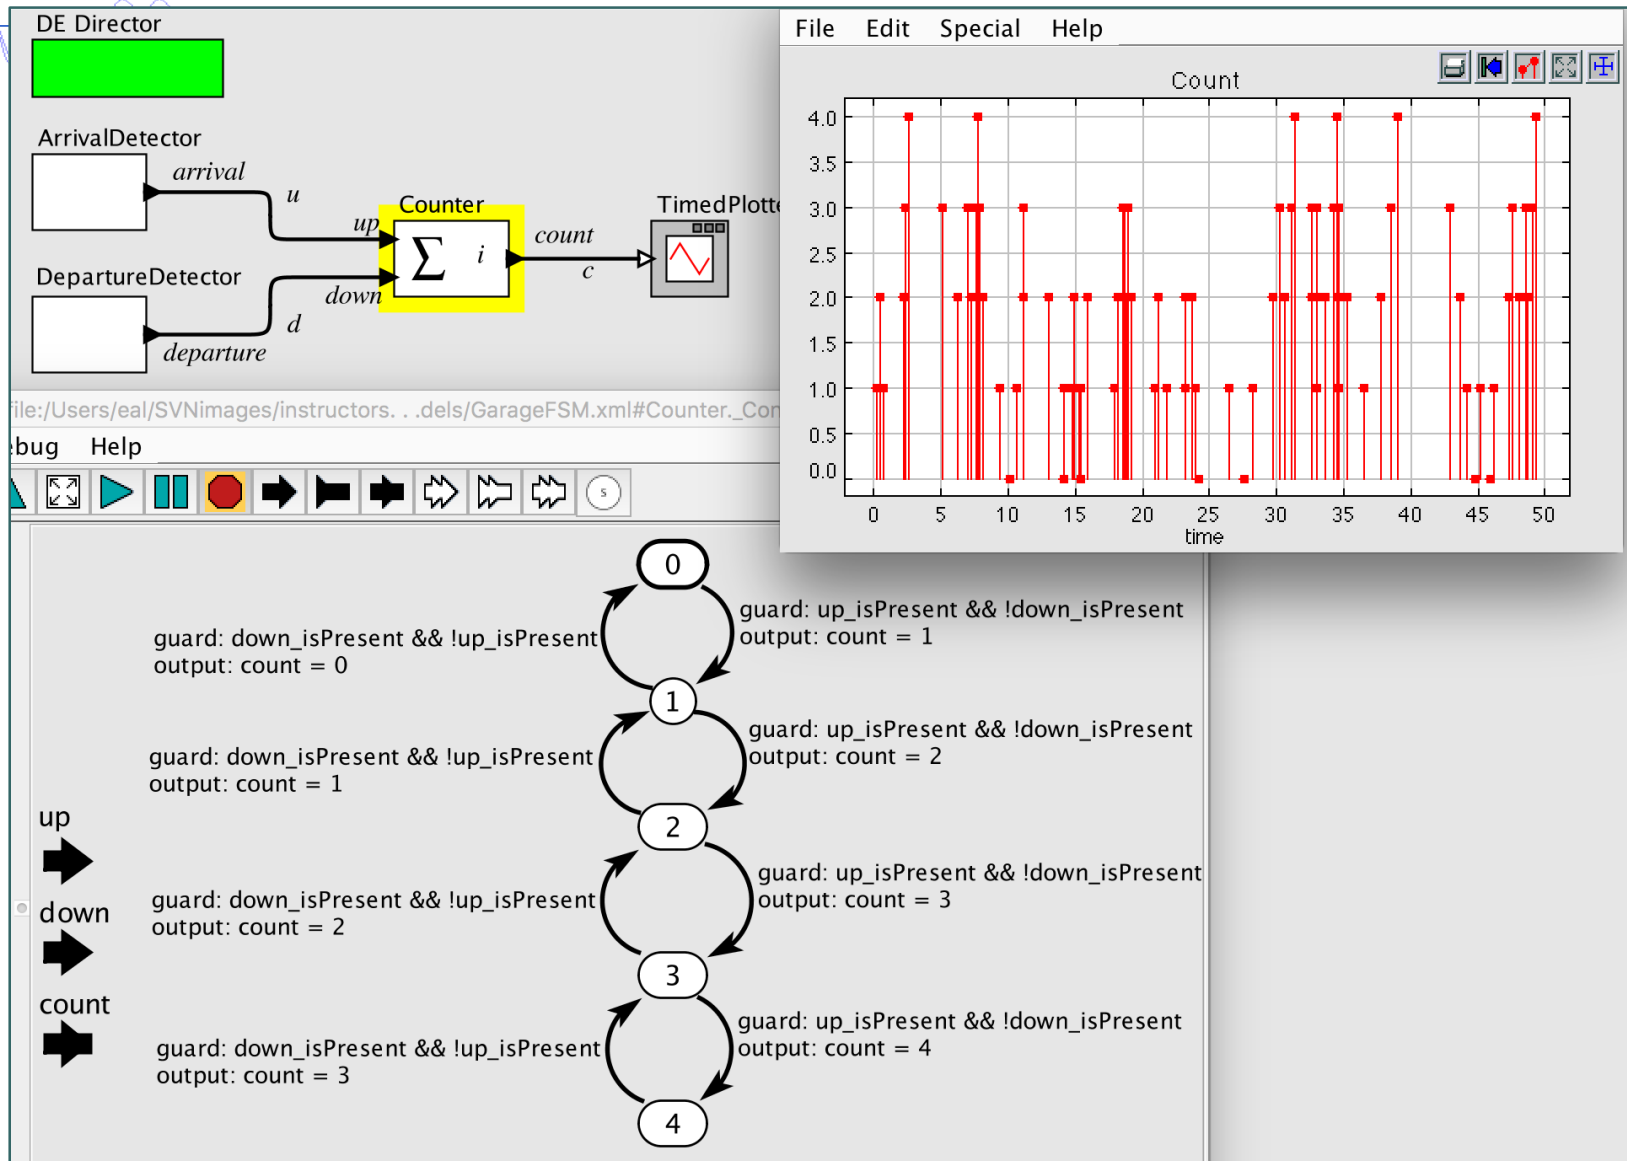 DE Director
ArrivalDetector
arrival
u
up
Counter
Σ i
count
c
TimedPlotte
DepartureDetector
down
d
departure
File Edit Special Help
Count
4.0
3.5
3.0
2.5
2.0
1.5
1.0
0.5
0.0
0 5 10 15 20 25 30 35 40 45 50
time
file:/Users/eal/SVNimages/instructors. . .dels/GarageFSM.xml#Counter._Con
ebug Help
s
0
guard: up_isPresent && !down_isPresent
output: count = 1
guard: down_isPresent && !up_isPresent
output: count = 0
1
guard: up_isPresent && !down_isPresent
output: count = 2
guard: down_isPresent && !up_isPresent
output: count = 1
2
up
guard: up_isPresent && !down_isPresent
output: count = 3
guard: down_isPresent && !up_isPresent
output: count = 2
down
3
count
guard: up_isPresent && !down_isPresent
output: count = 4
guard: down_isPresent && !up_isPresent
output: count = 3
4